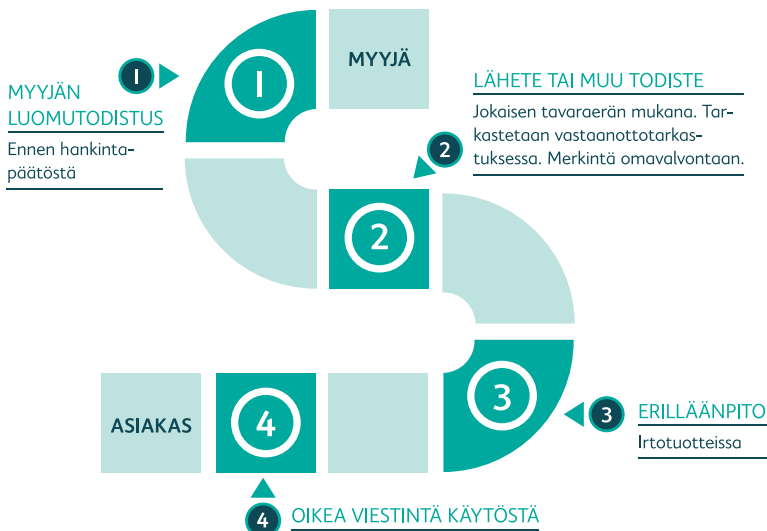 1
MYYJÄ
1
MYYJÄN
LUOMUTODISTUS
Ennen hankinta-
päätöstä
LÄHETE TAI MUU TODISTE
Jokaisen tavaraerän mukana. Tar-
kastetaan vastaanottotarkas-
tuksessa. Merkintä omavalvontaan.
2
2
3
3
ERILLÄÄNPITO
Irtotuotteissa
ASIAKAS
4
4
OIKEA VIESTINTÄ KÄYTÖSTÄ